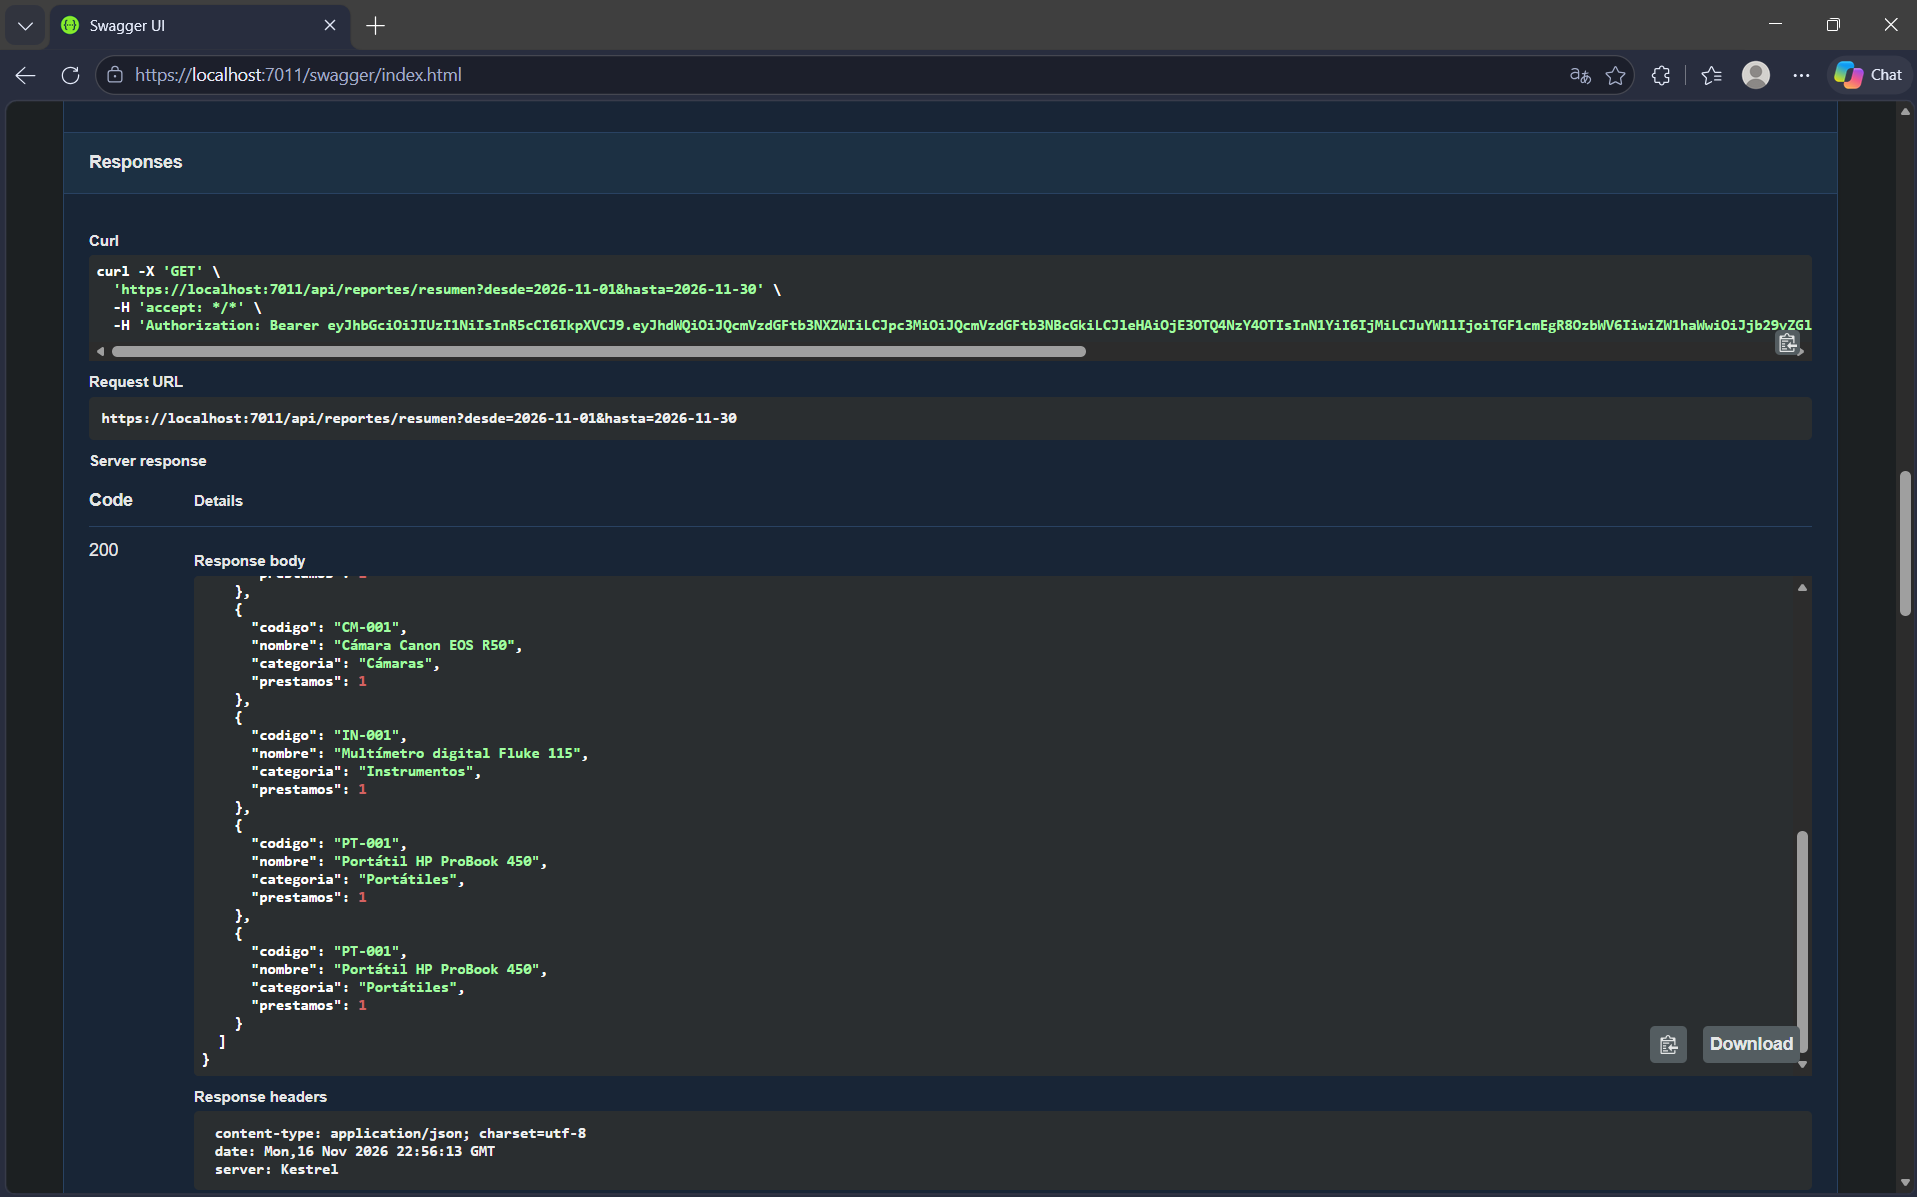 Swagger UI
https://localhost:7011/swagger/index.html
Chat
Responses
Curl
curl -X 'GET' \
'https://localhost:7011/api/reportes/resumen?desde=2026-11-01&hasta=2026-11-30' \
-H 'accept: */*' \
-H 'Authorization: Bearer eyJhbGciOiJIUzI1NiIsInR5cCI6IkpXVCJ9.eyJhdWQiOiJQcmVzdGFtb3NXZWIiLCJpc3MiOiJQcmVzdGFtb3NBcGkiLCJleHAiOjE3OTQ4NzY4OTIsInN1YiI6IjMiLCJuYW1lIjoiTGF1cmEgR8OzbWV6IiwiZW1haWwiOiJjb29yZGl
Request URL
https://localhost:7011/api/reportes/resumen?desde=2026-11-01&hasta=2026-11-30
Server response
Code Details
200
Response body
},
{
"codigo": "CM-001",
"nombre": "Cámara Canon EOS R50",
"categoria": "Cámaras",
"prestamos": 1
},
{
"codigo": "IN-001",
"nombre": "Multímetro digital Fluke 115",
"categoria": "Instrumentos",
"prestamos": 1
},
{
"codigo": "PT-001",
"nombre": "Portátil HP ProBook 450",
"categoria": "Portátiles",
"prestamos": 1
},
{
"codigo": "PT-001",
"nombre": "Portátil HP ProBook 450",
"categoria": "Portátiles",
"prestamos": 1
}
]
}
Download
Response headers
content-type: application/json; charset=utf-8
date: Mon,16 Nov 2026 22:56:13 GMT
server: Kestrel